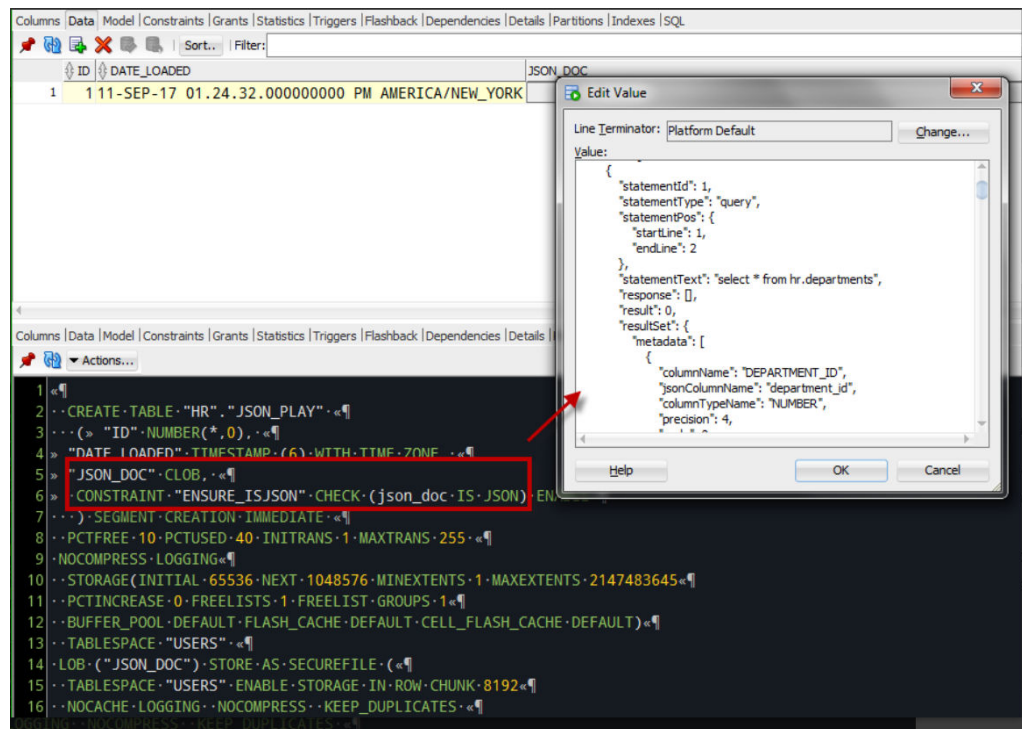 Columns |Data |Model |Constraints |Grants |Statistics |Triggers |Flashback |Dependencies |Details |Partitions |Indexes |SQL
Sort.. Filter:
ID DATE_LOADED JSON_DOC
1 1 11-SEP-17 01.24.32.000000000 PM AMERICA/NEW_YORK
Edit Value
Line Terminator: Platform Default Change...
Value:
{
"statementId": 1,
"statementType": "query",
"statementPos": {
"startLine": 1,
"endLine": 2
},
"statementText": "select * from hr.departments",
"response": [],
"result": 0,
"resultSet": {
"metadata": [
{
"columnName": "DEPARTMENT_ID",
"jsonColumnName": "department_id",
"columnTypeName": "NUMBER",
"precision": 4,
Help OK Cancel
Columns |Data |Model |Constraints |Grants |Statistics |Triggers |Flashback |Dependencies |Details |
Actions...
1 «¶
2 ··CREATE·TABLE·"HR"."JSON_PLAY"·«¶
3 ···(» "ID"·NUMBER(*,0),·«¶
4 » "DATE_LOADED"·TIMESTAMP·(6)·WITH·TIME·ZONE·,·«¶
5 » "JSON_DOC"·CLOB,·«¶
6 » ·CONSTRAINT·"ENSURE_ISJSON"·CHECK·(json_doc·IS·JSON)
7 ···)·SEGMENT·CREATION·IMMEDIATE·«¶
8 ··PCTFREE·10·PCTUSED·40·INITRANS·1·MAXTRANS·255·«¶
9 ·NOCOMPRESS·LOGGING«¶
10 ··STORAGE(INITIAL·65536·NEXT·1048576·MINEXTENTS·1·MAXEXTENTS·2147483645«¶
11 ··PCTINCREASE·0·FREELISTS·1·FREELIST·GROUPS·1«¶
12 ··BUFFER_POOL·DEFAULT·FLASH_CACHE·DEFAULT·CELL_FLASH_CACHE·DEFAULT)«¶
13 ··TABLESPACE·"USERS"·«¶
14 ·LOB·("JSON_DOC")·STORE·AS·SECUREFILE·(«¶
15 ··TABLESPACE·"USERS"·ENABLE·STORAGE·IN·ROW·CHUNK·8192«¶
16 ··NOCACHE·LOGGING··NOCOMPRESS··KEEP_DUPLICATES·«¶